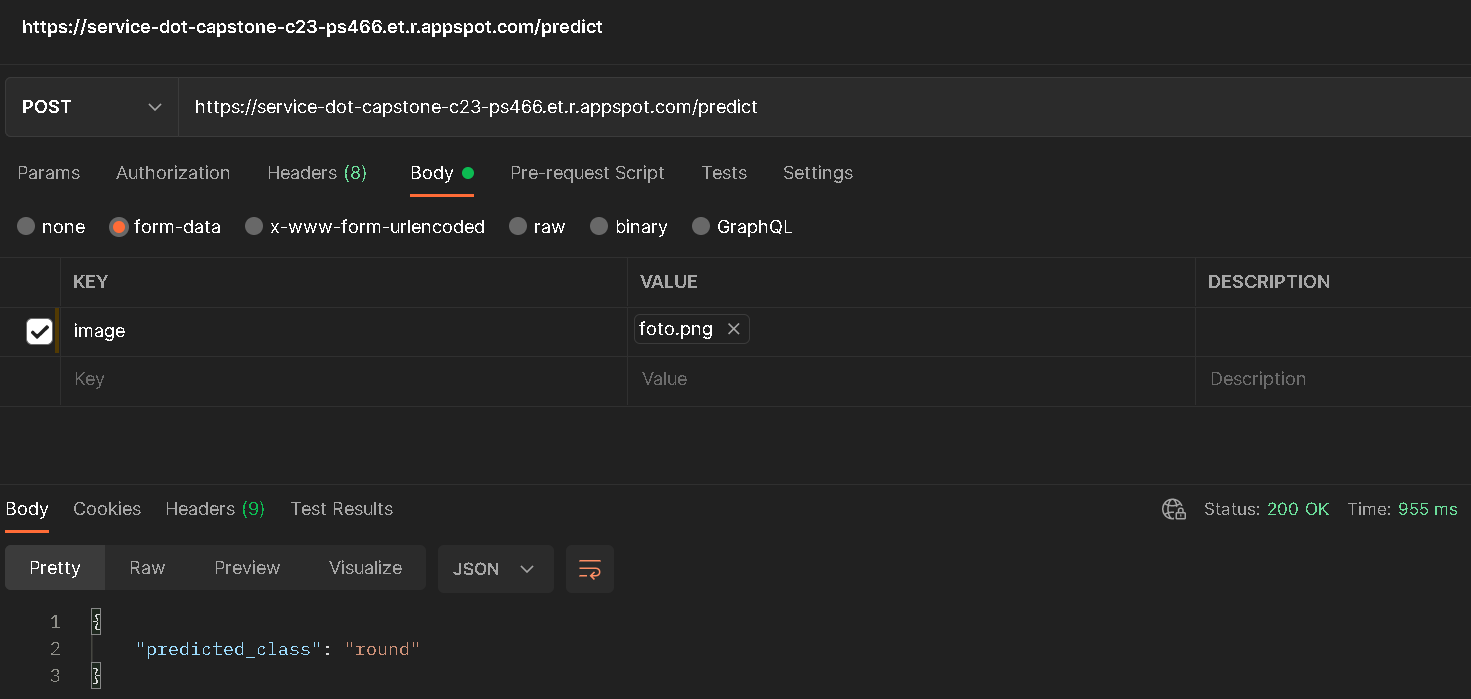 https://service-dot-capstone-c23-ps466.et.r.appspot.com/predict
POST https://service-dot-capstone-c23-ps466.et.r.appspot.com/predict
Params Authorization Headers (8) Body Pre-request Script Tests Settings
none form-data x-www-form-urlencoded raw binary GraphQL
KEY VALUE DESCRIPTION
image foto.png
Key Value Description
Body Cookies Headers (9) Test Results Status: 200 OK Time: 955 ms
Pretty Raw Preview Visualize JSON
1 {
2 "predicted_class": "round"
3 }